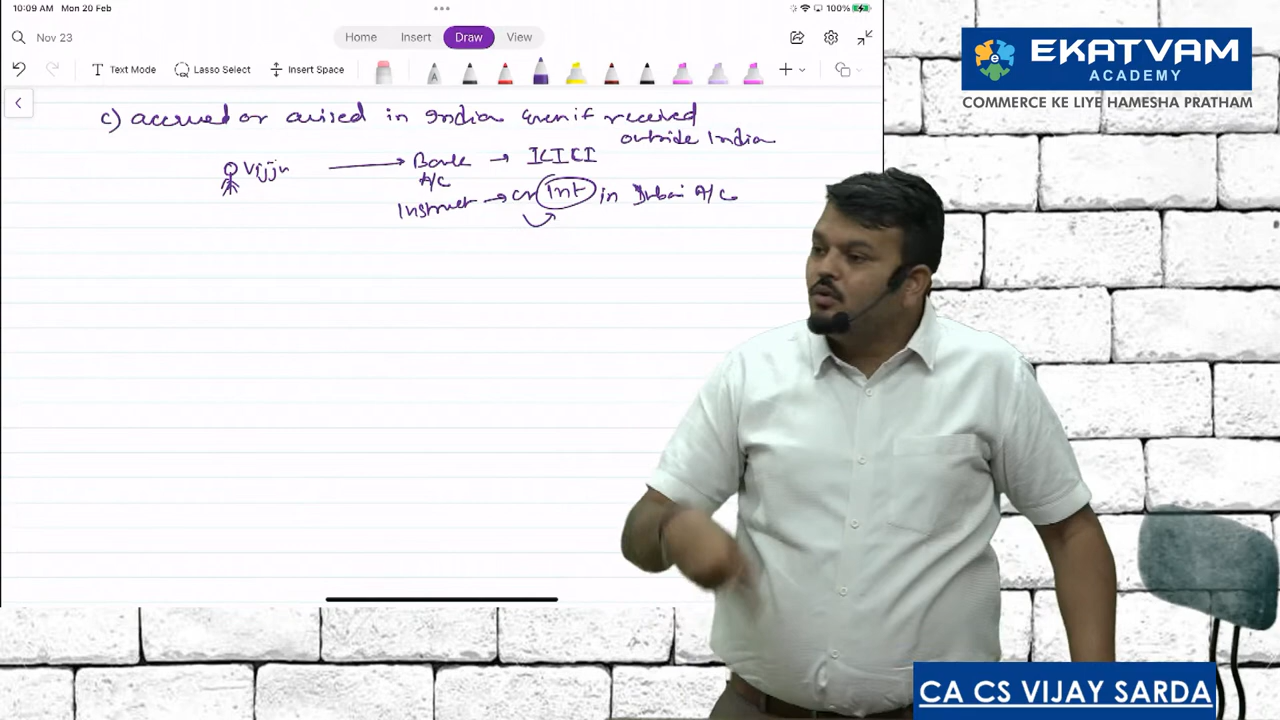 10:09 AM Mon 20 Feb
100%
Nov 23
Home Insert Draw View
Text Mode Lasso Select Insert Space
c) accrued or arised in India even if received
outside India
Vijju → Bank → ICICI
A/C
Instruct → cr Int in Dubai A/C
EKATVAM
ACADEMY
COMMERCE KE LIYE HAMESHA PRATHAM
CA CS VIJAY SARDA